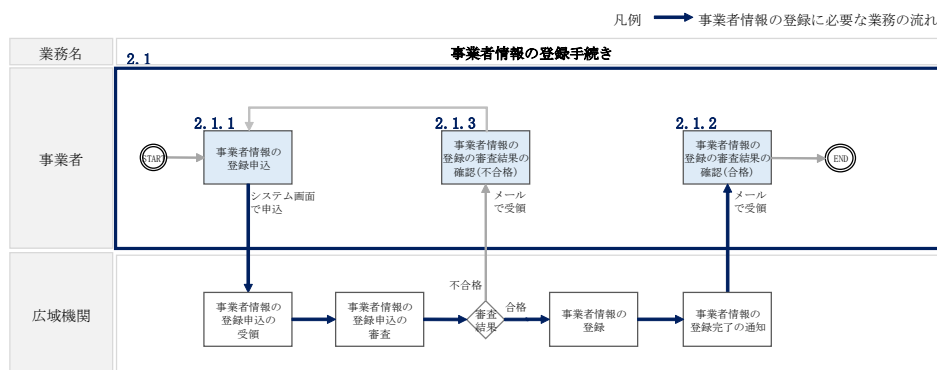 凡例 事業者情報の登録に必要な業務の流れ
業務名
2.1
事業者情報の登録手続き
事業者
START
2.1.1
事業者情報の
登録申込
システム画面
で申込
2.1.3
事業者情報の
登録の審査結果の
確認(不合格)
メール
で受領
2.1.2
事業者情報の
登録の審査結果の
確認(合格)
メール
で受領
END
広域機関
事業者情報の
登録申込の
受領
事業者情報の
登録申込の
審査
不合格
審査
結果
合格
事業者情報の
登録
事業者情報の
登録完了の通知